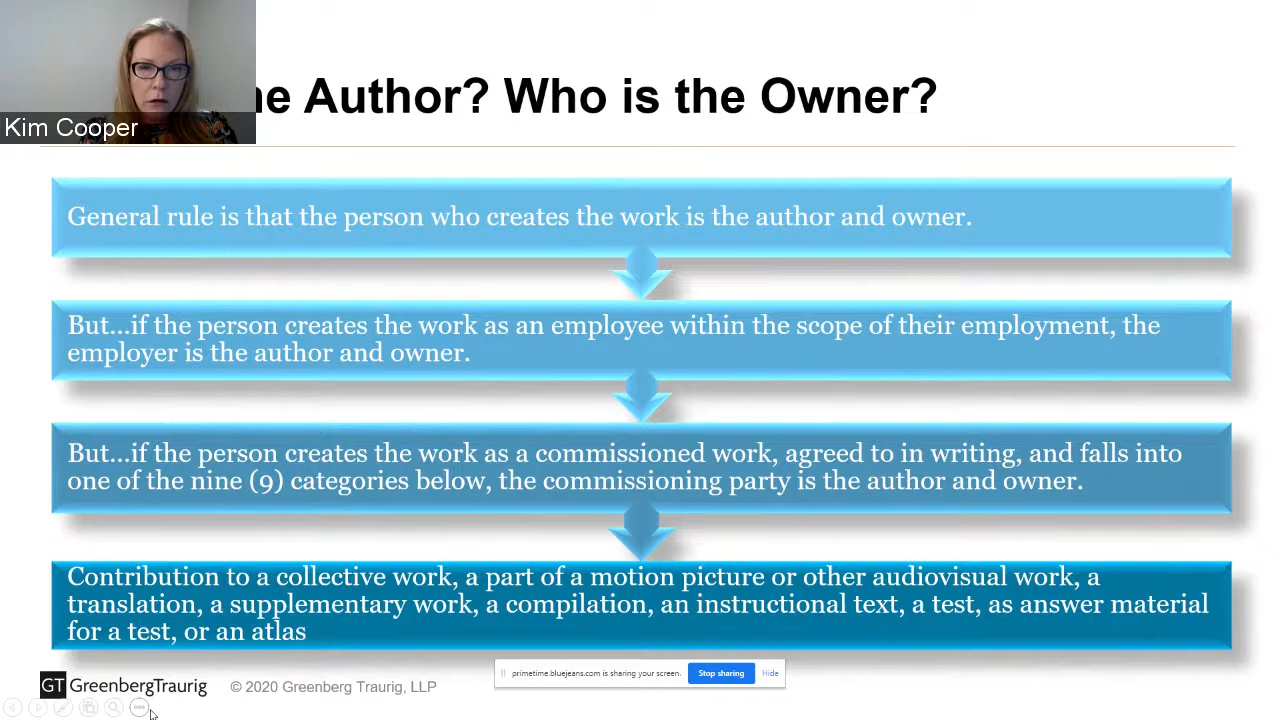 ne Author? Who is the Owner?
Kim Cooper
General rule is that the person who creates the work is the author and owner.
But...if the person creates the work as an employee within the scope of their employment, the
employer is the author and owner.
But...if the person creates the work as a commissioned work, agreed to in writing, and falls into
one of the nine (9) categories below, the commissioning party is the author and owner.
Contribution to a collective work, a part of a motion picture or other audiovisual work, a
translation, a supplementary work, a compilation, an instructional text, a test, as answer material
for a test, or an atlas
primetime.bluejeans.com is sharing your screen.
Stop sharing
Hide
GT GreenbergTraurig
© 2020 Greenberg Traurig, LLP